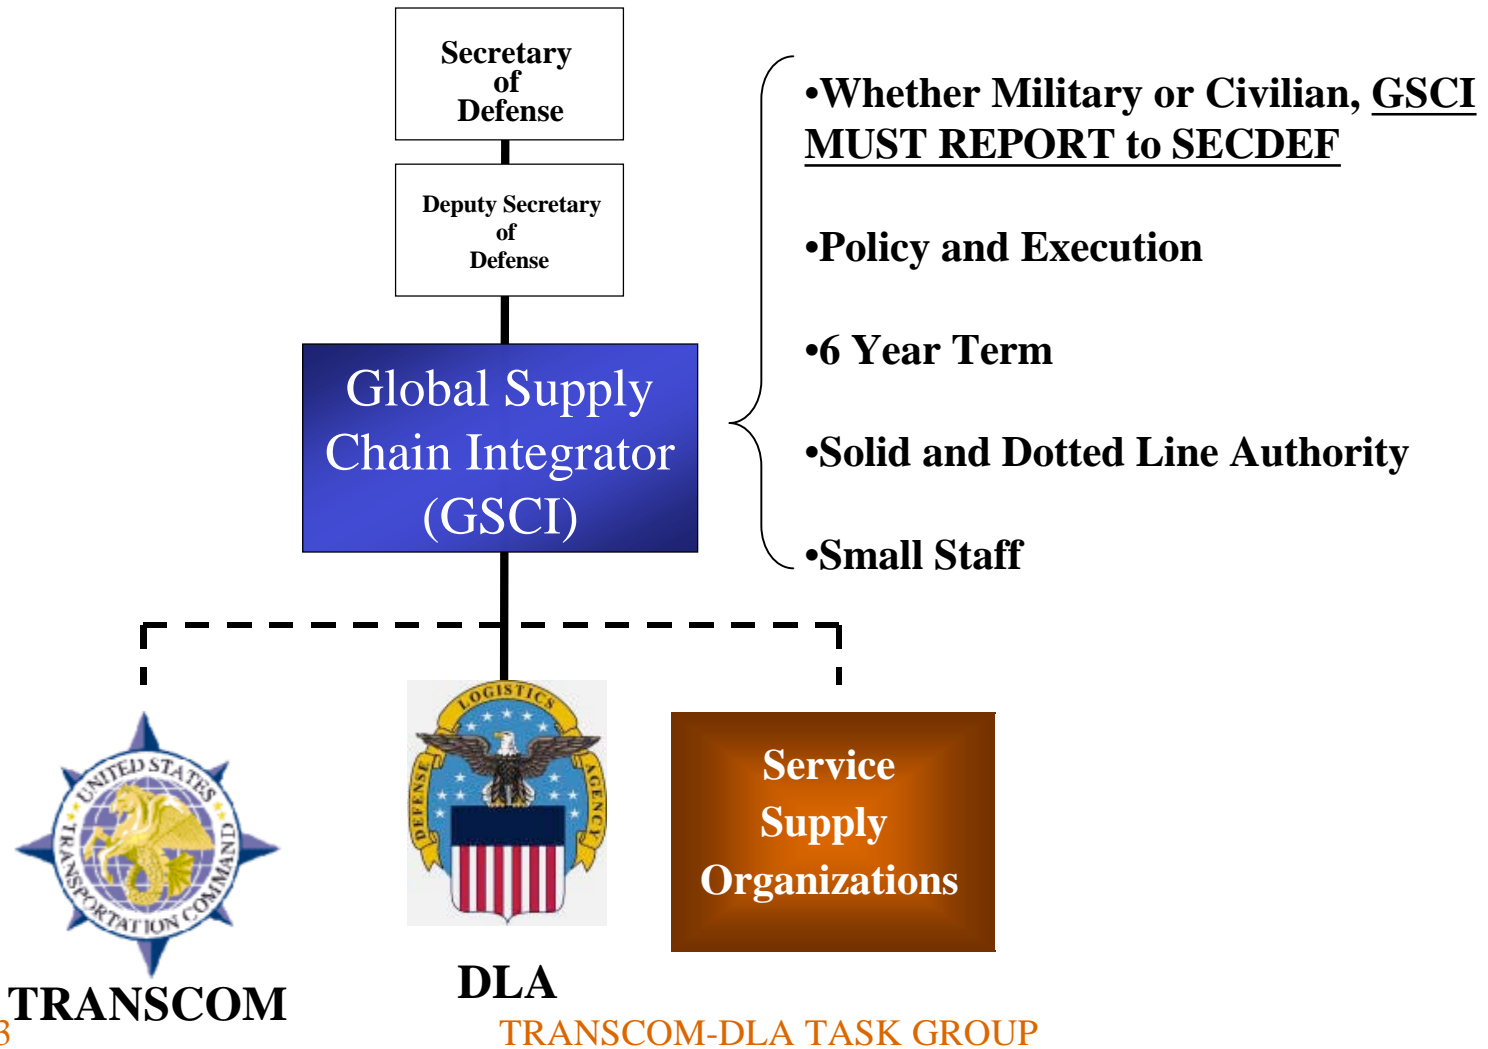 Secretary
of
Defense
Deputy Secretary
of
Defense
Global Supply
Chain Integrator
(GSCI)
•Whether Military or Civilian, GSCI
MUST REPORT to SECDEF
•Policy and Execution
•6 Year Term
•Solid and Dotted Line Authority
•Small Staff
UNITED STATES
TRANSPORTATION COMMAND
TRANSCOM
DEFENSE LOGISTICS AGENCY
DLA
Service
Supply
Organizations
3
TRANSCOM-DLA TASK GROUP